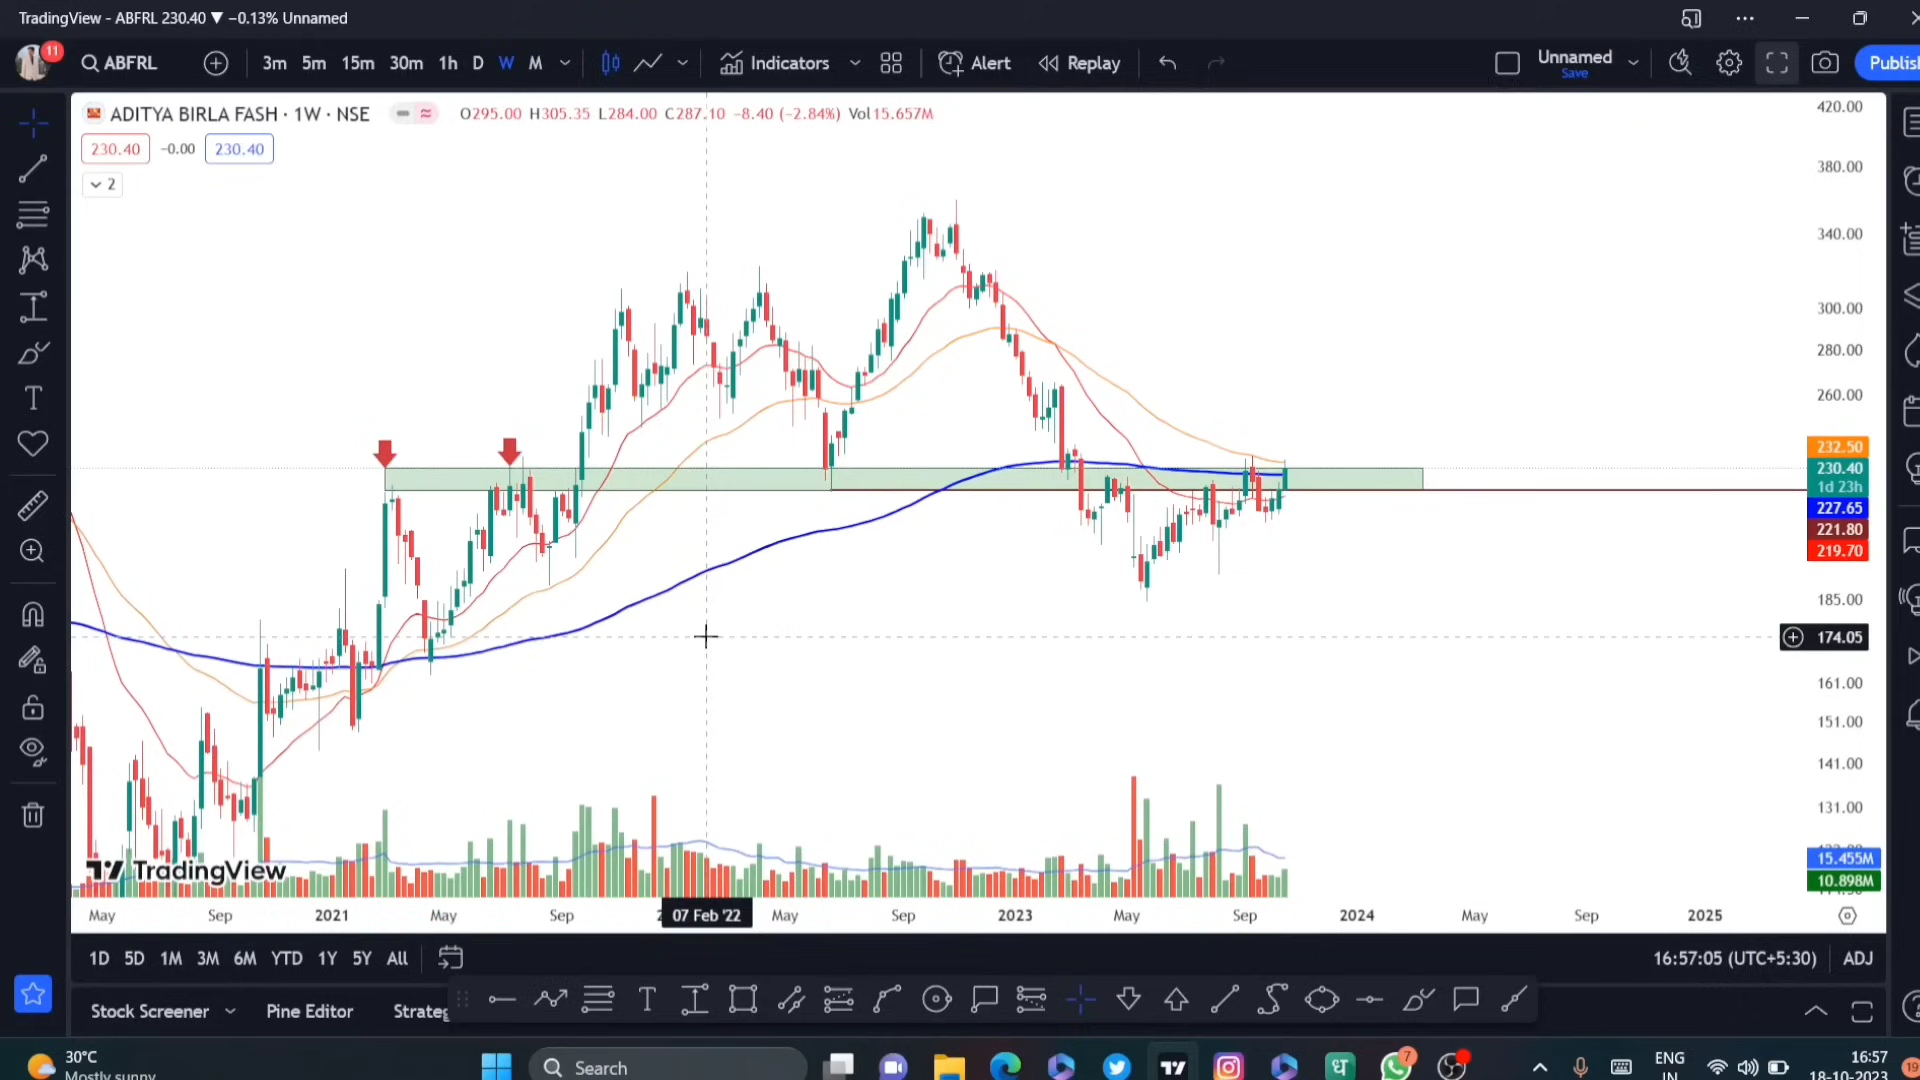 TradingView - ABFRL 230.40 ▼ −0.13% Unnamed
11
ABFRL
3m 5m 15m 30m 1h D W M
Indicators
Alert
Replay
Unnamed
Save
Publish
ADITYA BIRLA FASH · 1W · NSE
O295.00 H305.35 L284.00 C287.10 −8.40 (−2.84%) Vol15.657M
230.40 −0.00 230.40
2
420.00
380.00
340.00
300.00
280.00
260.00
232.50
230.40
1d 23h
227.65
221.80
219.70
185.00
174.05
161.00
151.00
141.00
131.00
15.455M
10.898M
TradingView
May Sep 2021 May Sep 07 Feb '22 May Sep 2023 May Sep 2024 May Sep 2025
1D 5D 1M 3M 6M YTD 1Y 5Y All
16:57:05 (UTC+5:30) ADJ
Stock Screener Pine Editor Strateg
30°C
Mostly sunny
Search
7
ENG
IN
16:57
18-10-2023
19